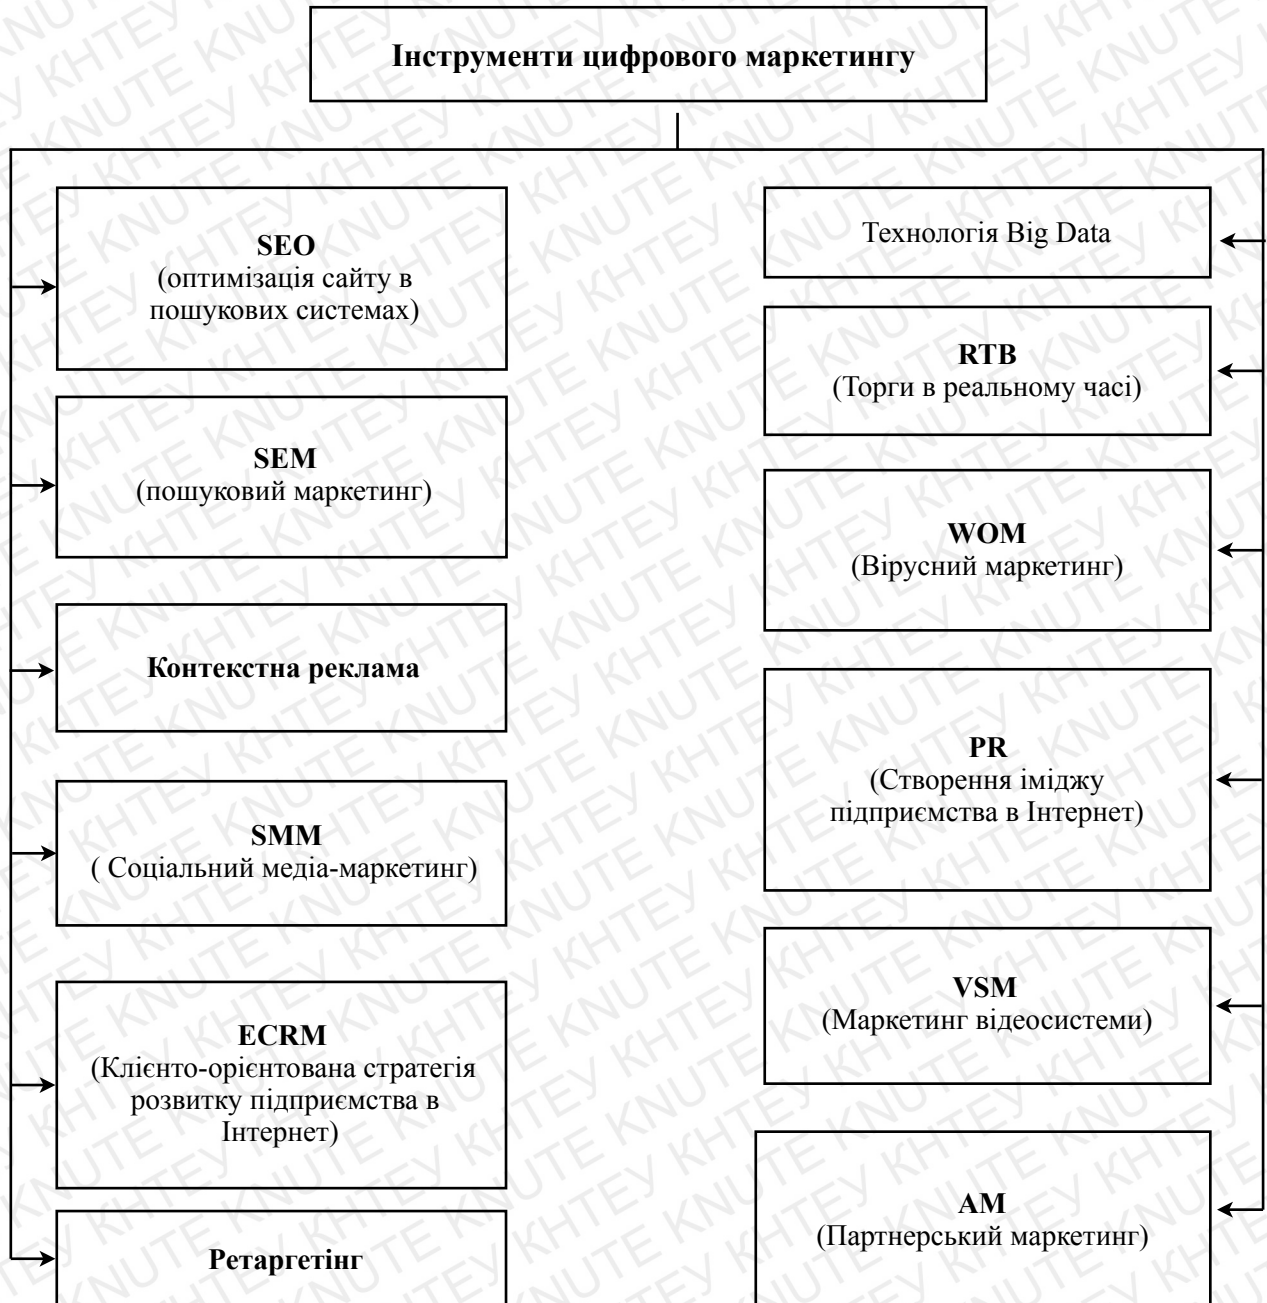 Інструменти цифрового маркетингу
SEO
(оптимізація сайту в
пошукових системах)
SEM
(пошуковий маркетинг)
Контекстна реклама
SMM
( Соціальний медіа-маркетинг)
ECRM
(Клієнто-орієнтована стратегія
розвитку підприємства в
Інтернет)
Ретаргетінг
Технологія Big Data
RTB
(Торги в реальному часі)
WOM
(Вірусний маркетинг)
PR
(Створення іміджу
підприємства в Інтернет)
VSM
(Маркетинг відеосистеми)
AM
(Партнерський маркетинг)